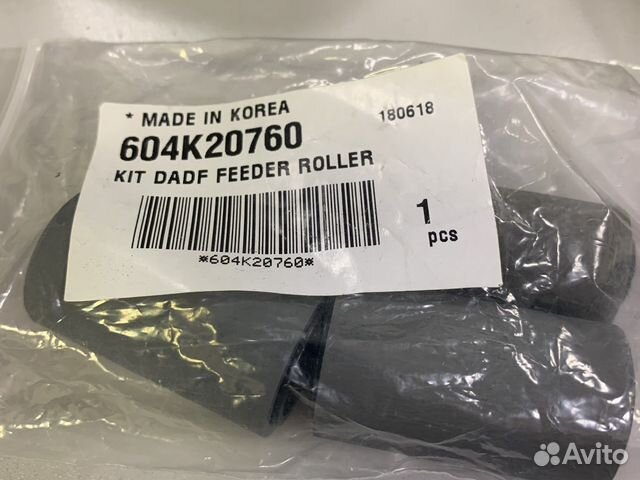 * MADE IN KOREA
180618
604K20760
KIT DADF FEEDER ROLLER
1
pcs
*604K20760*
Avito